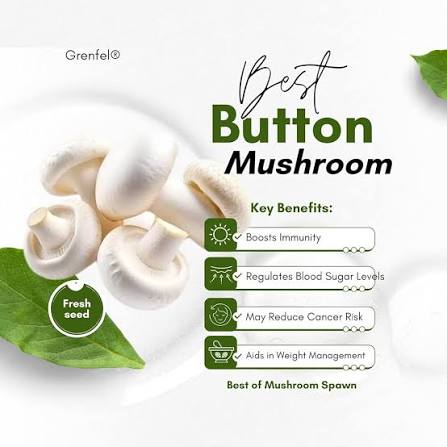 Grenfel®
Best
Button
Mushroom
Key Benefits:
Boosts Immunity
Regulates Blood Sugar Levels
May Reduce Cancer Risk
Aids in Weight Management
Fresh
seed
Best of Mushroom Spawn